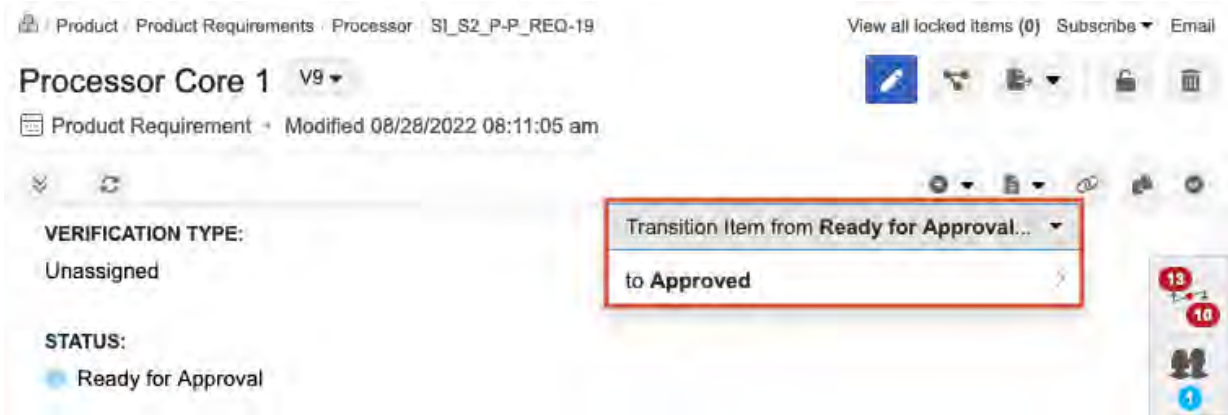 Product / Product Requirements / Processor SI_S2_P-P_REQ-19 View all locked items (0) Subscribe Email
Processor Core 1 V9
Product Requirement • Modified 08/28/2022 08:11:05 am
VERIFICATION TYPE:
Unassigned
Transition Item from Ready for Approval...
to Approved
13
10
STATUS:
Ready for Approval
1